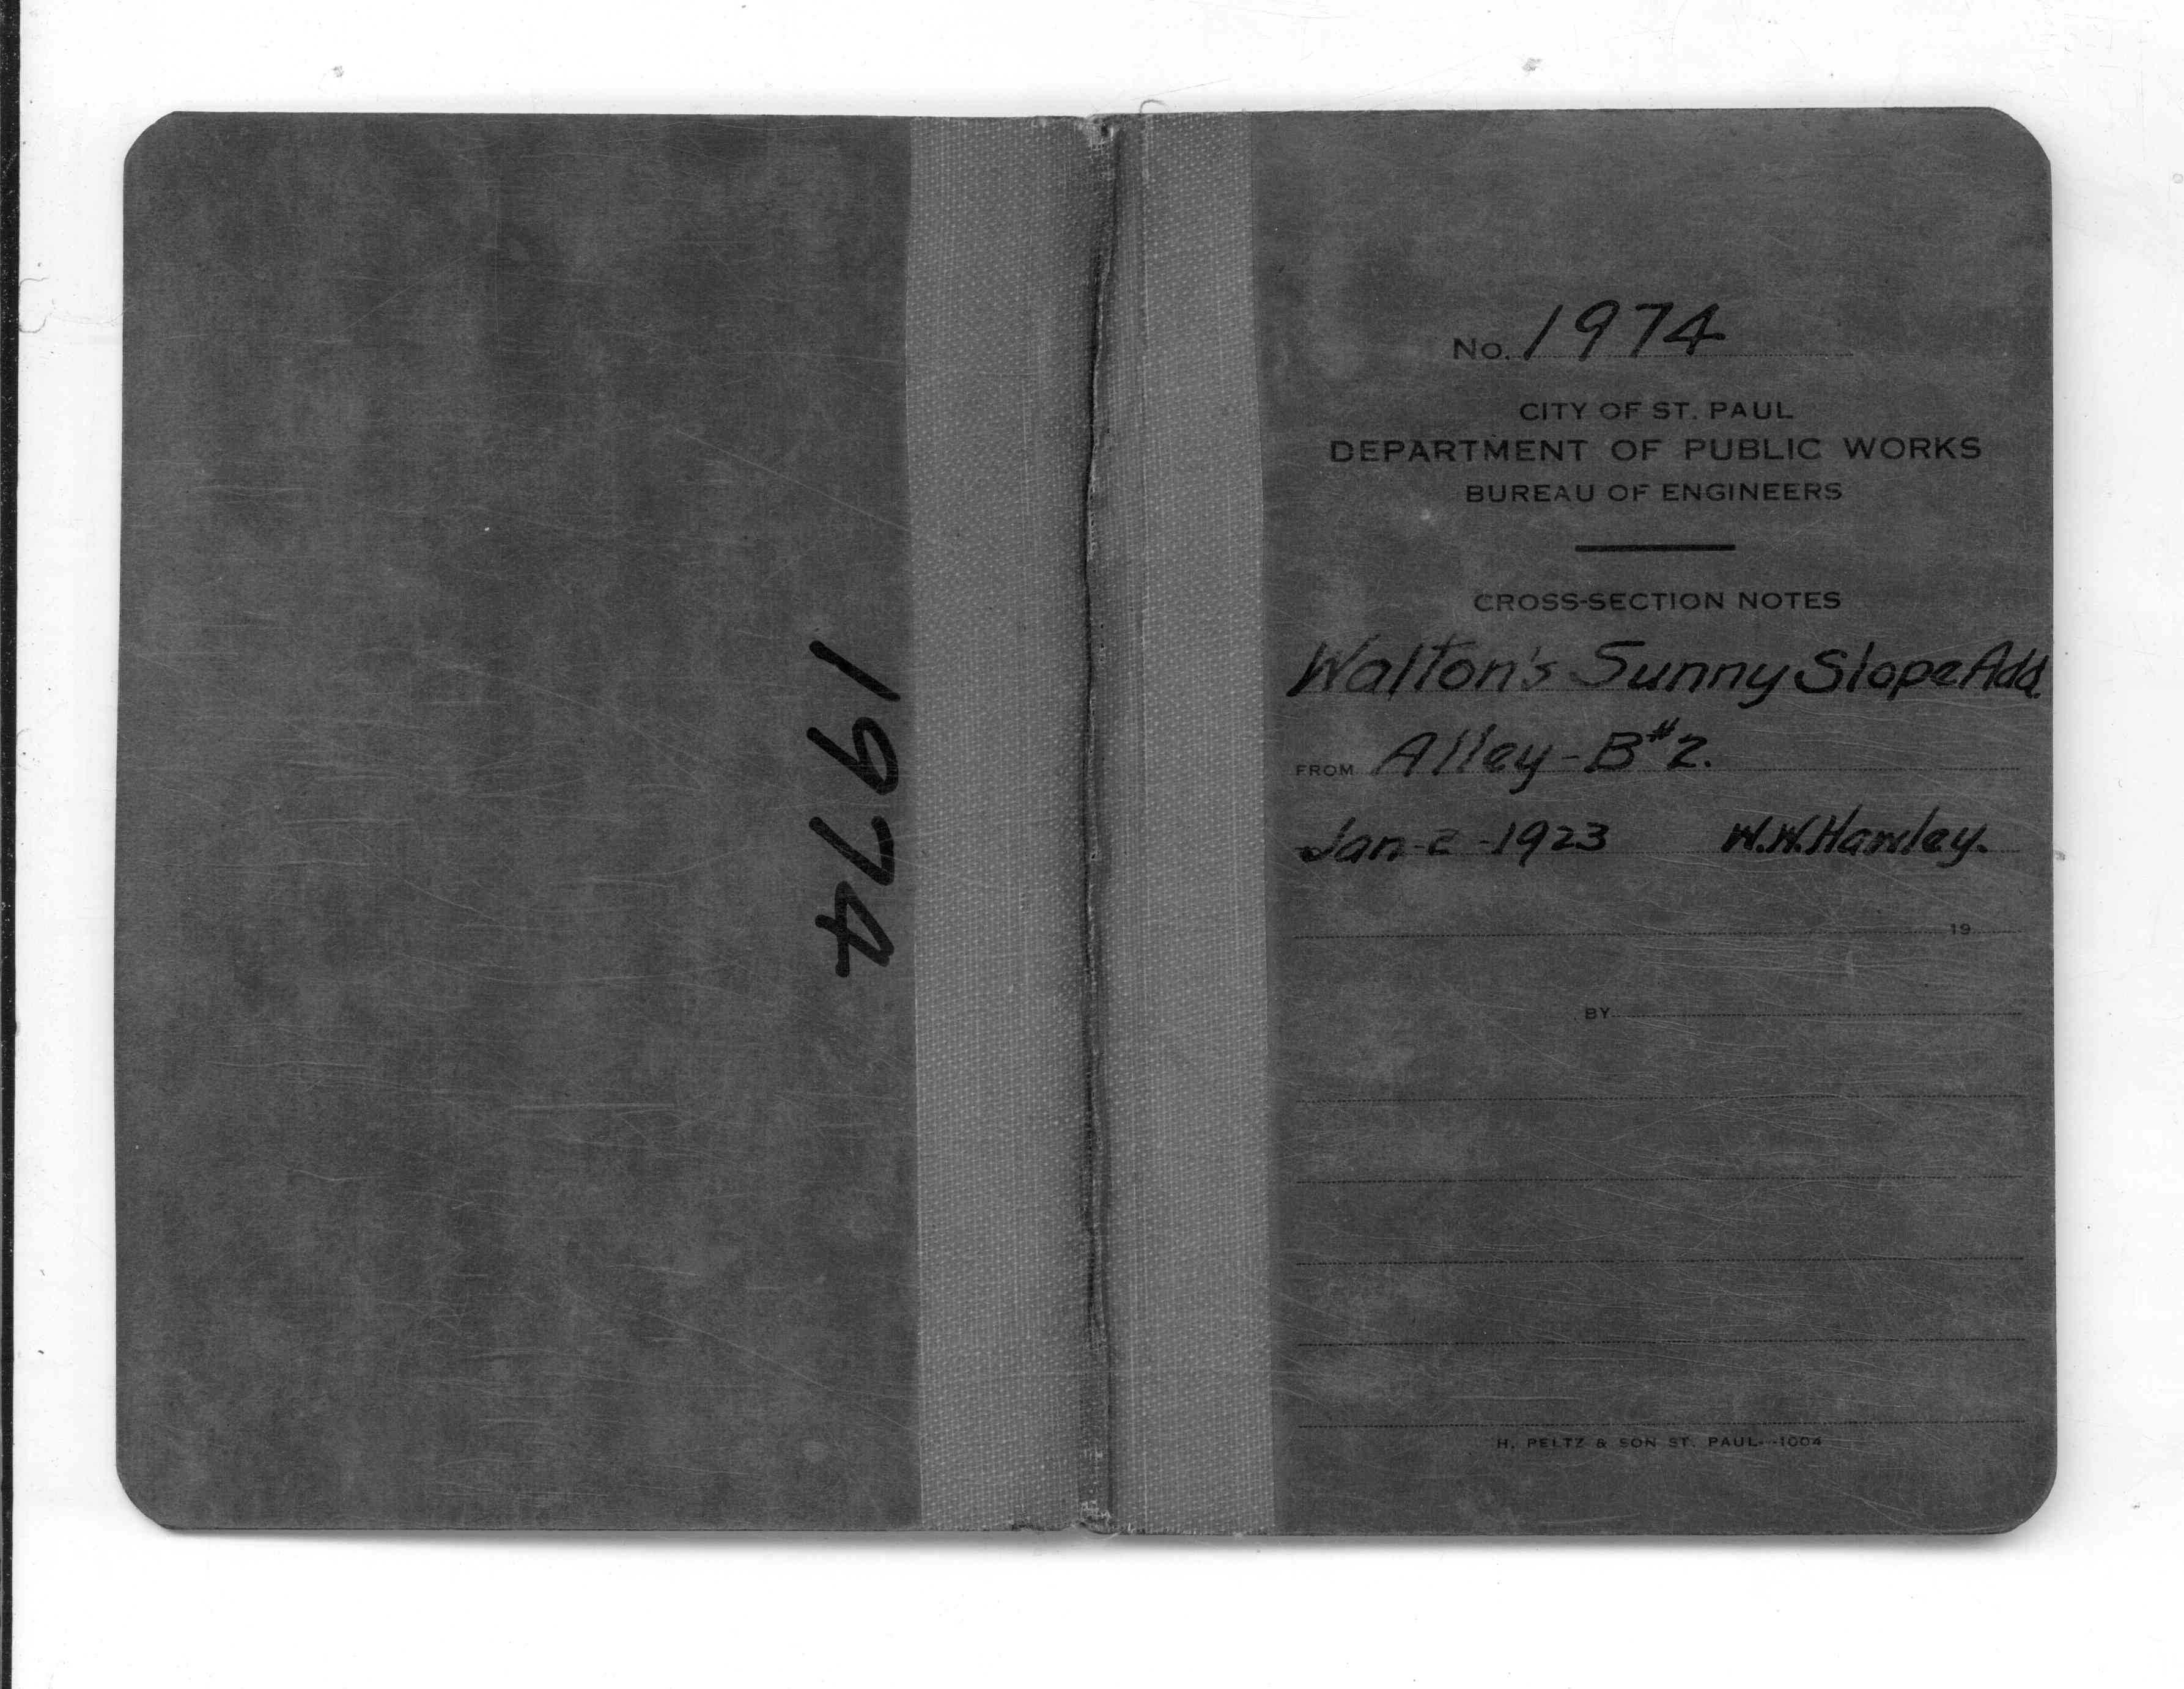 1974
No. 1974
CITY OF ST. PAUL
DEPARTMENT OF PUBLIC WORKS
BUREAU OF ENGINEERS
CROSS-SECTION NOTES
Walton's Sunny Slope Add.
FROM Alley - B#2.
Jan-2-1923 W.W. Hawley.
19
BY
H. PELTZ & SON ST. PAUL--1004